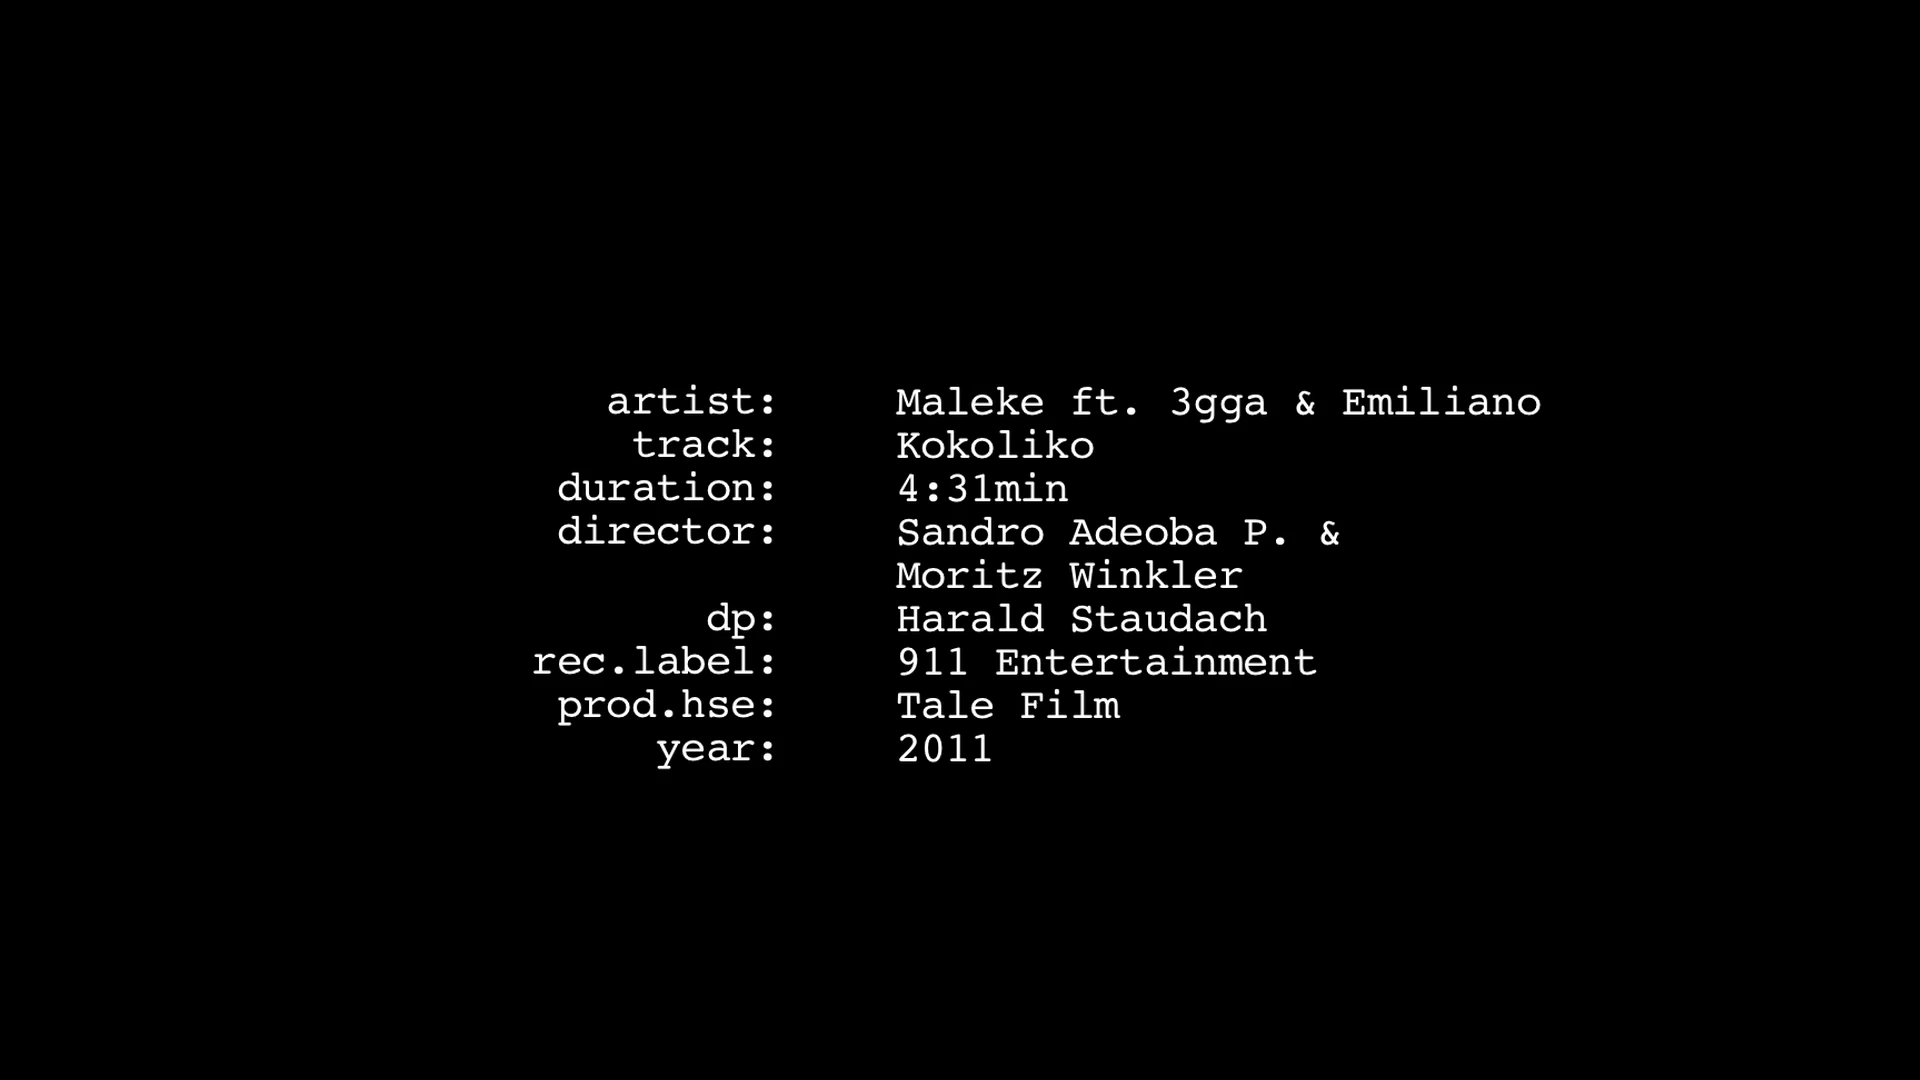 artist: Maleke ft. 3gga & Emiliano
track: Kokoliko
duration: 4:31min
director: Sandro Adeoba P. &
Moritz Winkler
dp: Harald Staudach
rec.label: 911 Entertainment
prod.hse: Tale Film
year: 2011